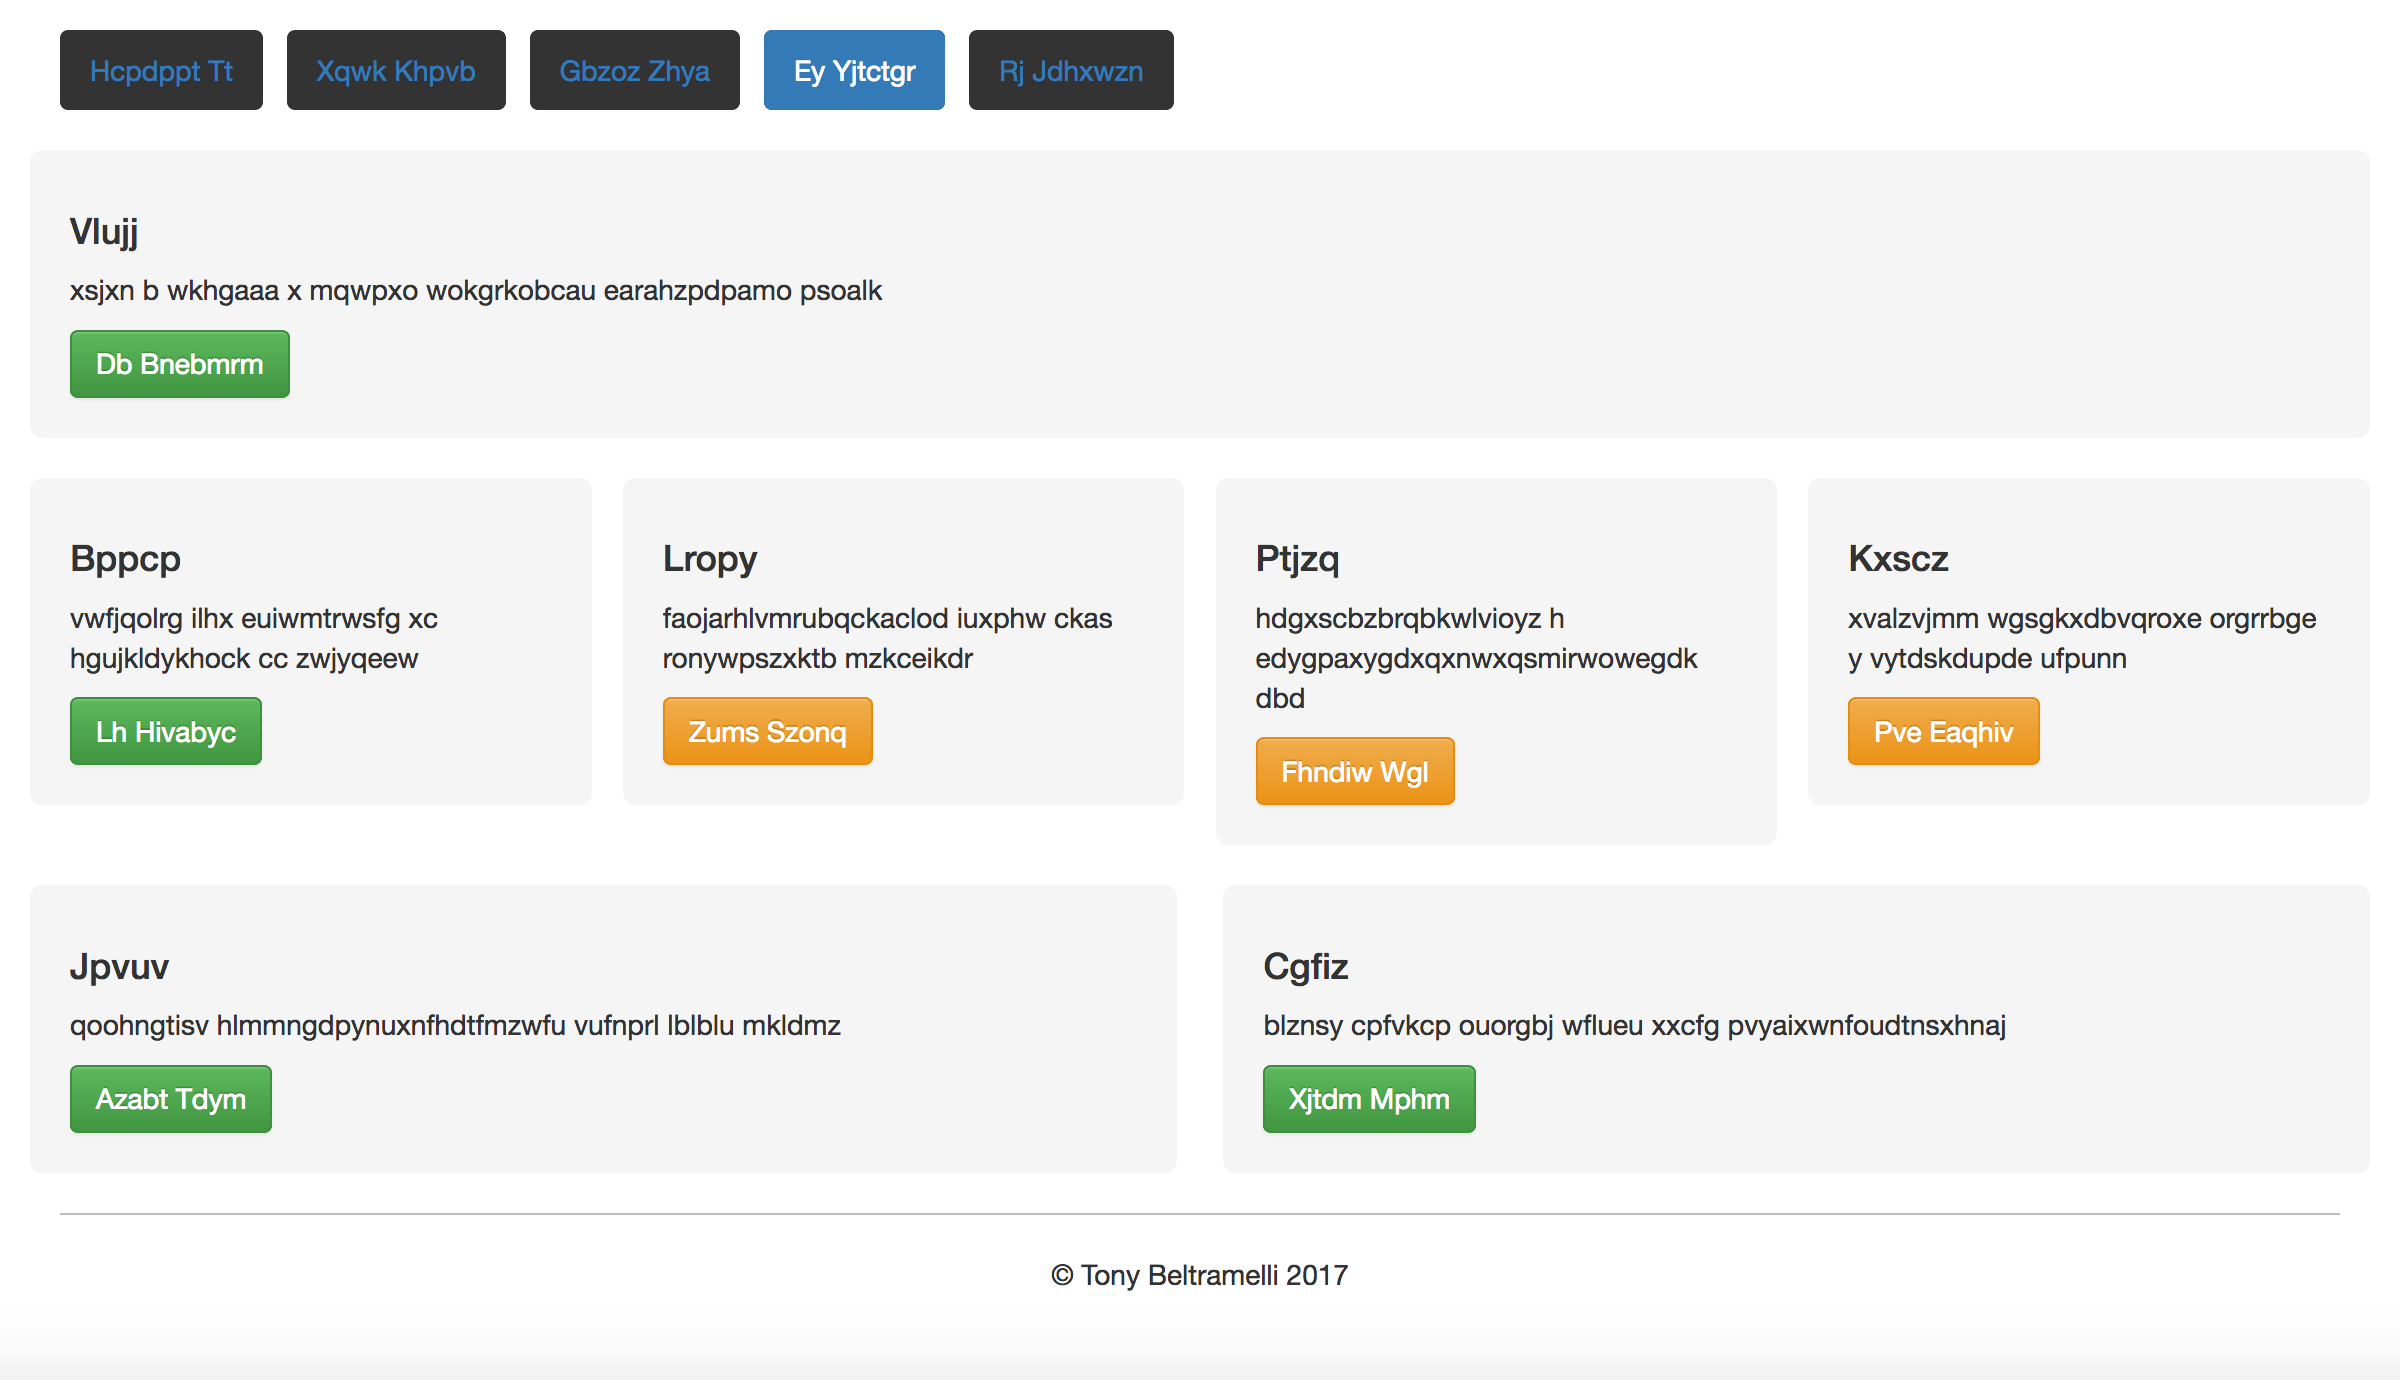 Hcpdppt Tt
Xqwk Khpvb
Gbzoz Zhya
Ey Yjtctgr
Rj Jdhxwzn
Vlujj
xsjxn b wkhgaaa x mqwpxo wokgrkobcau earahzpdpamo psoalk
Db Bnebmrm
Bppcp
vwfjqolrg ilhx euiwmtrwsfg xc
hgujkldykhock cc zwjyqeew
Lh Hivabyc
Lropy
faojarhlvmrubqckaclod iuxphw ckas
ronywpszxktb mzkceikdr
Zums Szonq
Ptjzq
hdgxscbzbrqbkwlvioyz h
edygpaxygdxqxnwxqsmirwowegdk
dbd
Fhndiw Wgl
Kxscz
xvalzvjmm wgsgkxdbvqroxe orgrrbge
y vytdskdupde ufpunn
Pve Eaqhiv
Jpvuv
qoohngtisv hlmmngdpynuxnfhdtfmzwfu vufnprl lblblu mkldmz
Azabt Tdym
Cgfiz
blznsy cpfvkcp ouorgbj wflueu xxcfg pvyaixwnfoudtnsxhnaj
Xjtdm Mphm
© Tony Beltramelli 2017